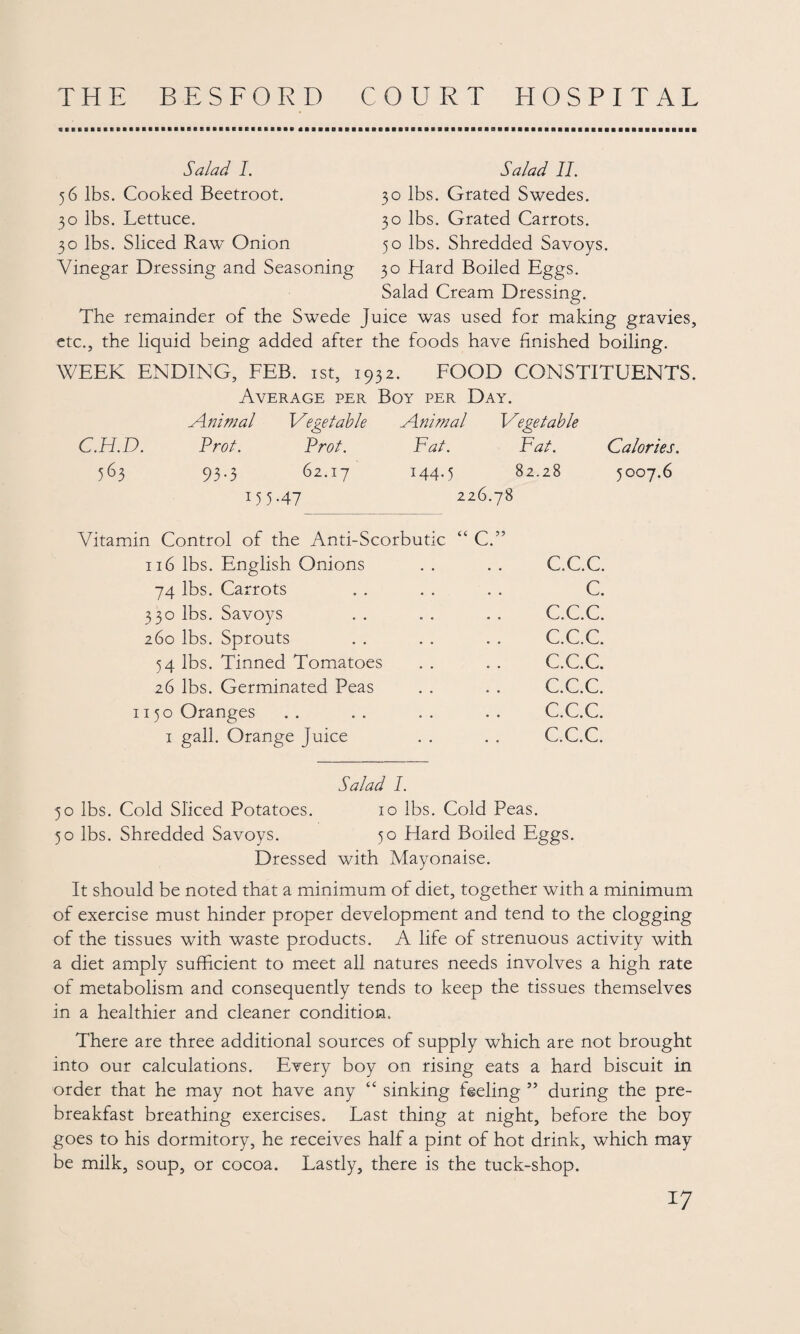 THE BESFORD COURT HOSPITAL
Salad I. Salad II.
56 lbs. Cooked Beetroot. 30 lbs. Grated Swedes.
30 lbs. Lettuce. 30 lbs. Grated Carrots.
30 lbs. Sliced Raw Onion 50 lbs. Shredded Savoys.
Vinegar Dressing and Seasoning 30 Hard Boiled Eggs.
Salad Cream Dressing.
The remainder of the Swede Juice was used for making gravies,
etc., the liquid being added after the foods have finished boiling.
WEEK ENDING, FEB. 1st, 1932. FOOD CONSTITUENTS.
Average per Boy per Day.
Animal Vegetable Animal Vegetable
C.H.D. Prot. Prot. Fat. Fat. Calories.
563 93.3 62.17 144.5 82.28 5007.6
155.47 226.78
Vitamin Control of the Anti-Scorbutic “ C.”
116 lbs. English Onions . . . . C.C.C.
74 lbs. Carrots . . . . . . C.
330 lbs. Savoys . . . . . . C.C.C.
260 lbs. Sprouts . . . . . . C.C.C.
54 lbs. Tinned Tomatoes . . . . C.C.C.
26 lbs. Germinated Peas . . . . C.C.C.
1150 Oranges . . . . . . . . C.C.C.
1 gall. Orange Juice . . . . C.C.C.
Salad I.
50 lbs. Cold Sliced Potatoes. 10 lbs. Cold Peas.
50 lbs. Shredded Savoys. 50 Hard Boiled Eggs.
Dressed with Mayonaise.
It should be noted that a minimum of diet, together with a minimum
of exercise must hinder proper development and tend to the clogging
of the tissues with waste products. A life of strenuous activity with
a diet amply sufficient to meet all natures needs involves a high rate
of metabolism and consequently tends to keep the tissues themselves
in a healthier and cleaner condition.
There are three additional sources of supply which are not brought
into our calculations. Every boy on rising eats a hard biscuit in
order that he may not have any “ sinking feeling ” during the pre-
breakfast breathing exercises. Last thing at night, before the boy
goes to his dormitory, he receives half a pint of hot drink, which may
be milk, soup, or cocoa. Lastly, there is the tuck-shop.
17